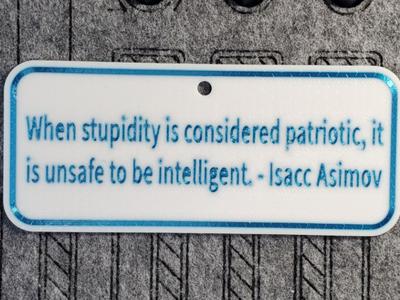 When stupidity is considered patriotic, it
is unsafe to be intelligent. - Isacc Asimov